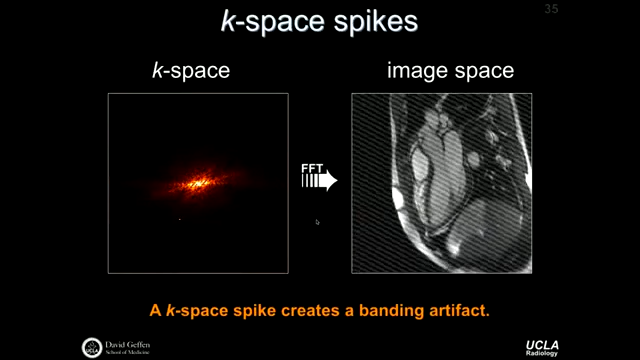 35
k-space spikes
k-space
image space
FFT
A k-space spike creates a banding artifact.
UCLA
David Geffen
School of Medicine
UCLA
Radiology